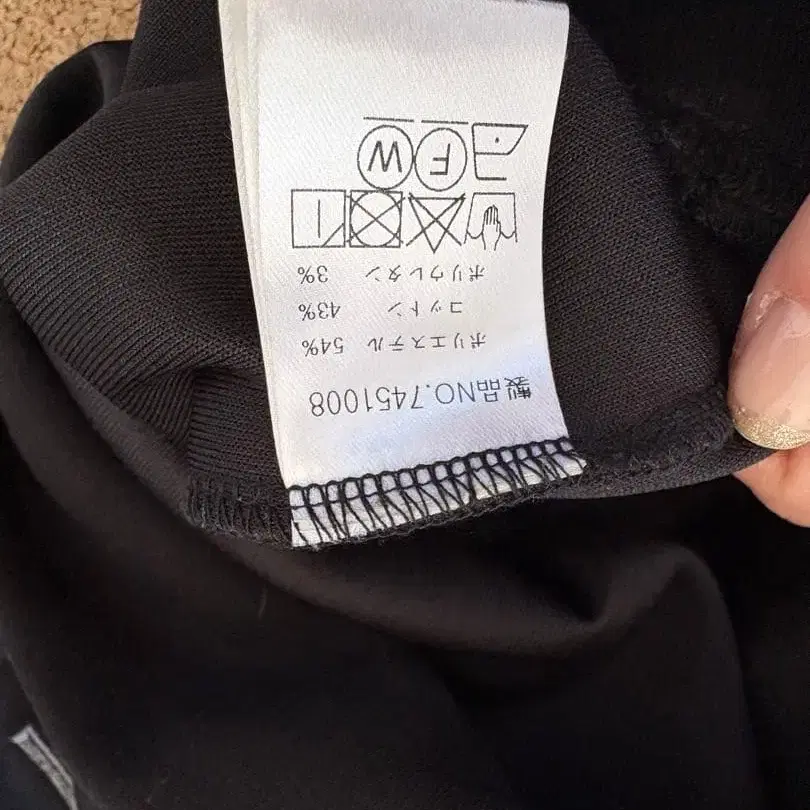 製品NO.7451008
ポリエステル 54%
コットン 43%
ポリウレタン 3%
F W